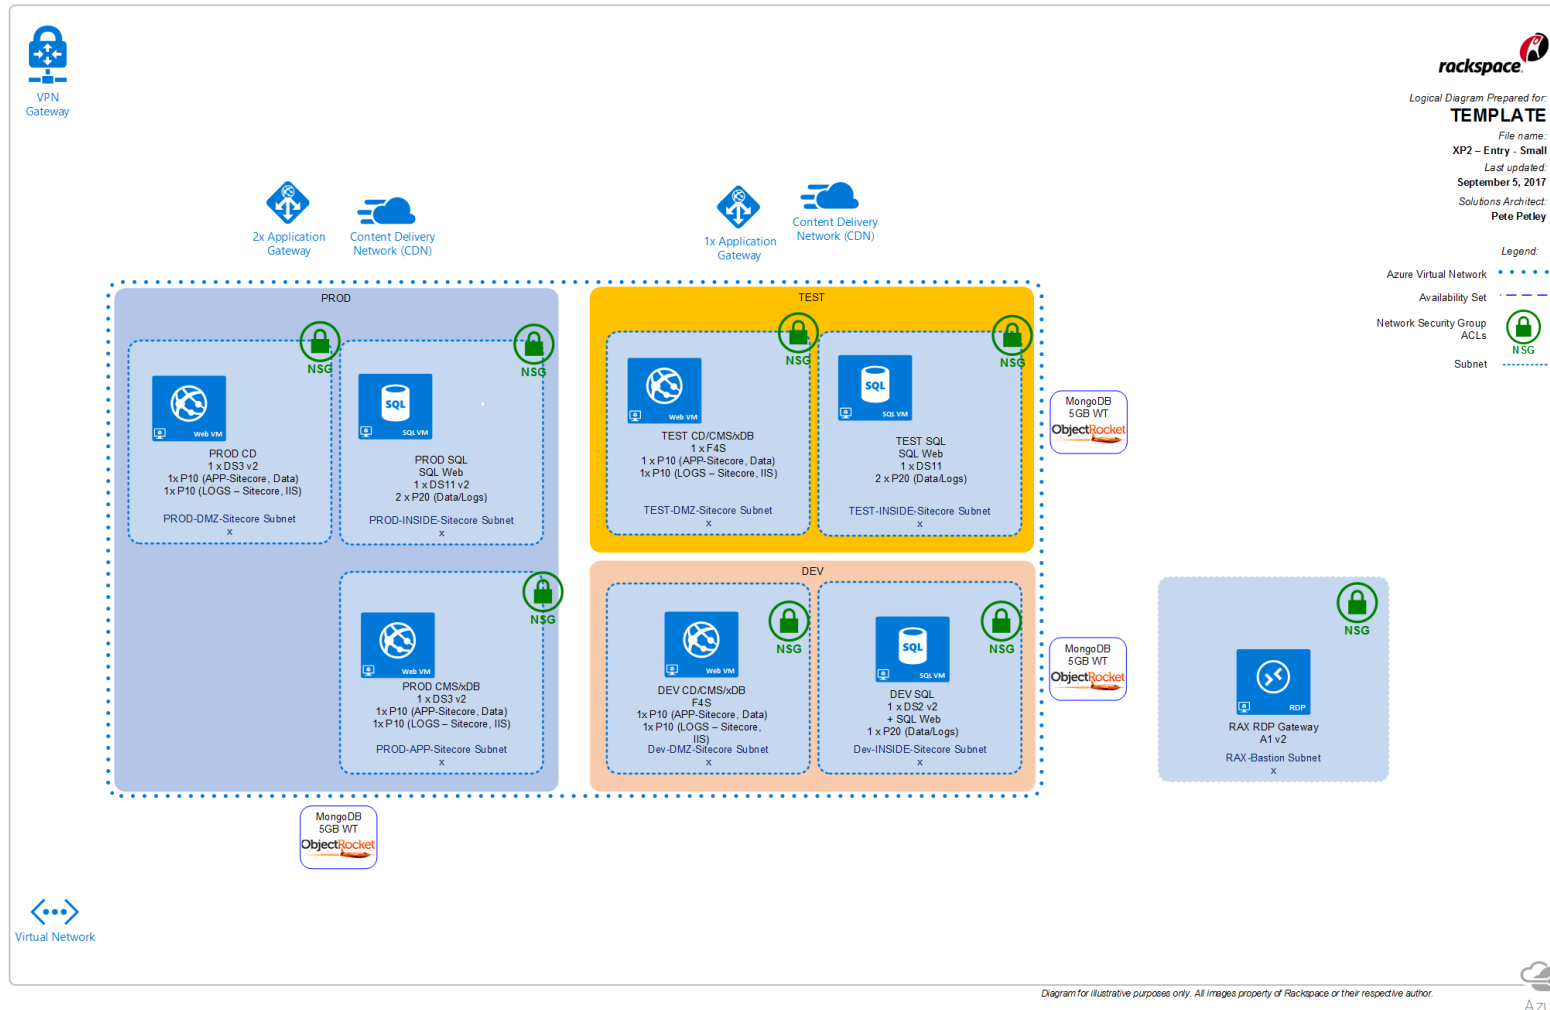 VPN
Gateway
rackspace.
Logical Diagram Prepared for:
TEMPLATE
File name:
XP2 – Entry - Small
Last updated:
September 5, 2017
Solutions Architect:
Pete Petley
Legend:
Azure Virtual Network
Availability Set
Network Security Group
ACLs
NSG
Subnet
2x Application
Gateway
Content Delivery
Network (CDN)
1x Application
Gateway
Content Delivery
Network (CDN)
PROD
NSG
Web VM
PROD CD
1 x DS3 v2
1x P10 (APP-Sitecore, Data)
1x P10 (LOGS – Sitecore, IIS)
PROD-DMZ-Sitecore Subnet
x
NSG
SQL
SQL VM
PROD SQL
SQL Web
1 x DS11 v2
2 x P20 (Data/Logs)
PROD-INSIDE-Sitecore Subnet
x
NSG
Web VM
PROD CMS/xDB
1 x DS3 v2
1x P10 (APP-Sitecore, Data)
1x P10 (LOGS – Sitecore, IIS)
PROD-APP-Sitecore Subnet
x
TEST
NSG
Web VM
TEST CD/CMS/xDB
1 x F4S
1 x P10 (APP-Sitecore, Data)
1x P10 (LOGS – Sitecore, IIS)
TEST-DMZ-Sitecore Subnet
x
NSG
SQL
SQL VM
TEST SQL
SQL Web
1 x DS11
2 x P20 (Data/Logs)
TEST-INSIDE-Sitecore Subnet
x
DEV
NSG
Web VM
DEV CD/CMS/xDB
F4S
1x P10 (APP-Sitecore, Data)
1x P10 (LOGS – Sitecore,
IIS)
Dev-DMZ-Sitecore Subnet
x
NSG
SQL
SQL VM
DEV SQL
1 x DS2 v2
+ SQL Web
1 x P20 (Data/Logs)
Dev-INSIDE-Sitecore Subnet
x
MongoDB
5GB WT
ObjectRocket
MongoDB
5GB WT
ObjectRocket
NSG
RDP
RAX RDP Gateway
A1 v2
RAX-Bastion Subnet
x
MongoDB
5GB WT
ObjectRocket
Virtual Network
Diagram for illustrative purposes only. All images property of Rackspace or their respective author.